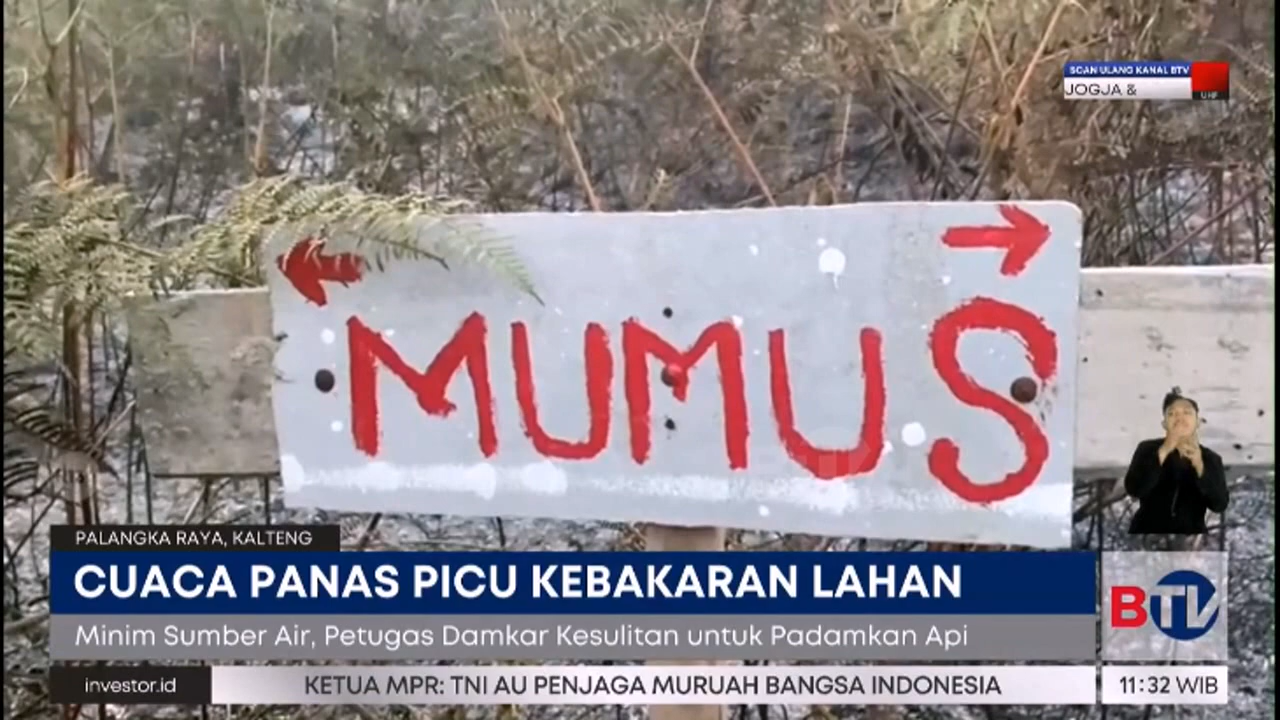 SCAN ULANG KANAL BTV
JOGJA &
UHF
MUMUS
PALANGKA RAYA, KALTENG
CUACA PANAS PICU KEBAKARAN LAHAN
Minim Sumber Air, Petugas Damkar Kesulitan untuk Padamkan Api
BTV
investor.id
KETUA MPR: TNI AU PENJAGA MURUAH BANGSA INDONESIA
11:32 WIB